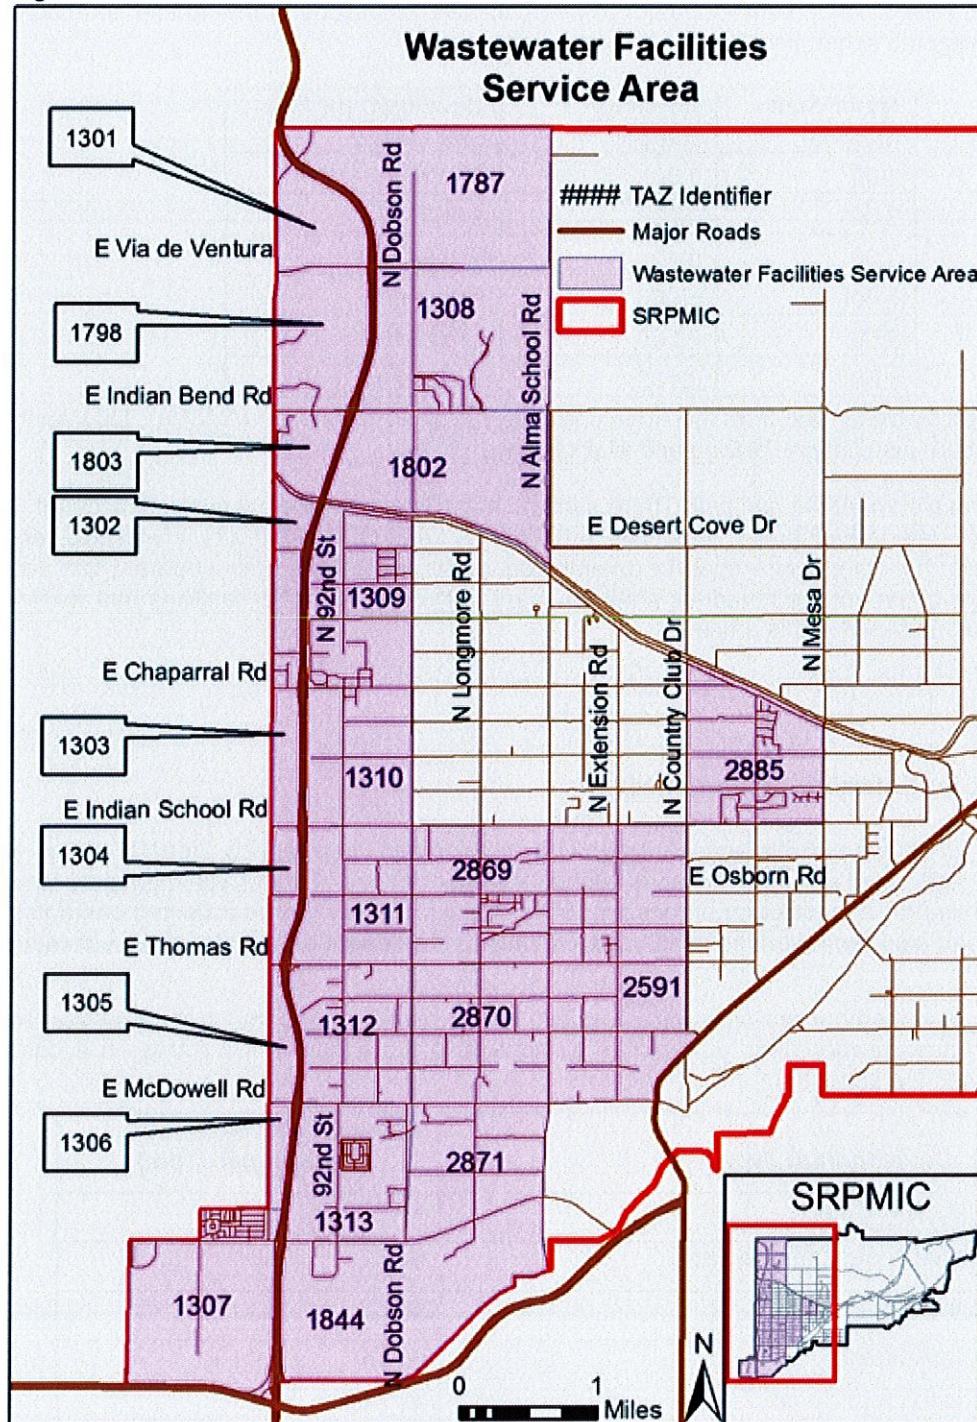 Wastewater Facilities
Service Area
1301
N Dobson Rd
1787
#### TAZ Identifier
Major Roads
E Via de Ventura
Wastewater Facilities Service Area
1308
SRPMIC
1798
N Alma School Rd
E Indian Bend Rd
1803
1802
1302
E Desert Cove Dr
N 92nd St
1309
N Longmore Rd
N Mesa Dr
E Chaparral Rd
N Extension Rd
N Country Club Dr
1303
1310
2885
E Indian School Rd
1304
2869
E Osborn Rd
1311
E Thomas Rd
2591
1305
1312
2870
E McDowell Rd
1306
92nd St
2871
SRPMIC
1313
N Dobson Rd
1307
1844
N
0 1
Miles